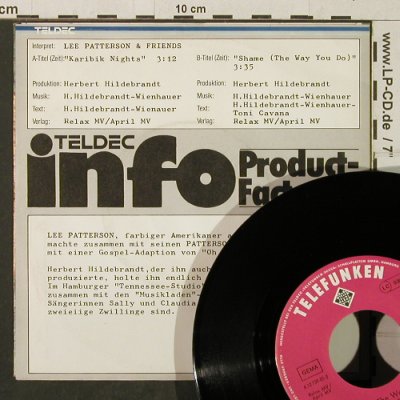 10 cm
TELDEC
Interpret: LEE PATTERSON & FRIENDS
A-Titel (Zeit): "Karibik Nights" 3:12
B-Titel (Zeit): "Shame (The Way You Do)"
3:35
Produktion: Herbert Hildebrandt
Produktion: Herbert Hildebrandt
Musik: H.Hildebrandt-Wienhauer
Musik: H.Hildebrandt-Wienhauer
Text: H.Hildebrandt-Wienhauer
Text: H.Hildebrandt-Wienhauer-
Toni Cavana
Verlag: Relax MV/April MV
Verlag: Relax MV/April MV
TELDEC
info
Product-
LEE PATTERSON, farbiger Amerikaner
machte zusammen mit seinen PATTERSO
mit einer Gospel-Adaption von "Oh
Herbert Hildebrandt, der ihn auch
produzierte, holte ihn endlich
Im Hamburger "Tennessee-Studio"
zusammen mit den "Musikladen"-
Sängerinnen Sally und Claudia
zweieiige Zwillinge sind.
TELEFUNKEN
GEMA
www.LP-CD.de / 7"
10 cm